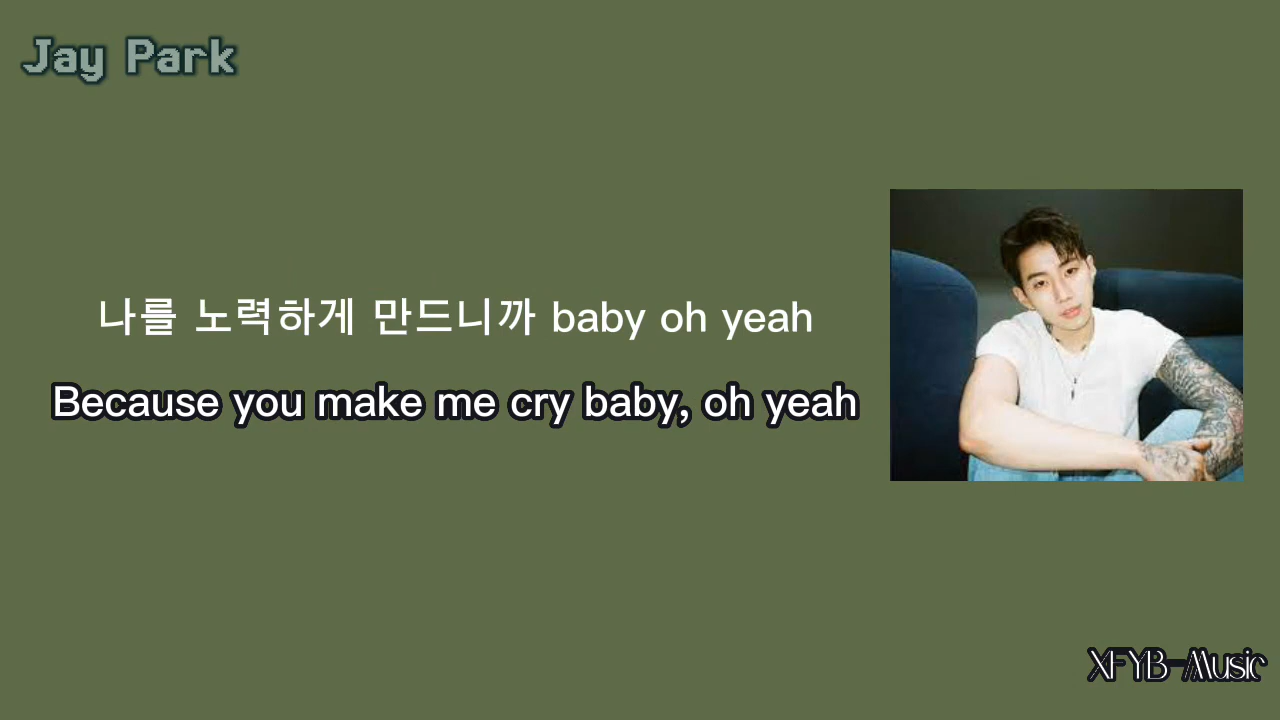 Jay Park
나를 노력하게 만드니까 baby oh yeah
Because you make me cry baby, oh yeah
XFYB-Music